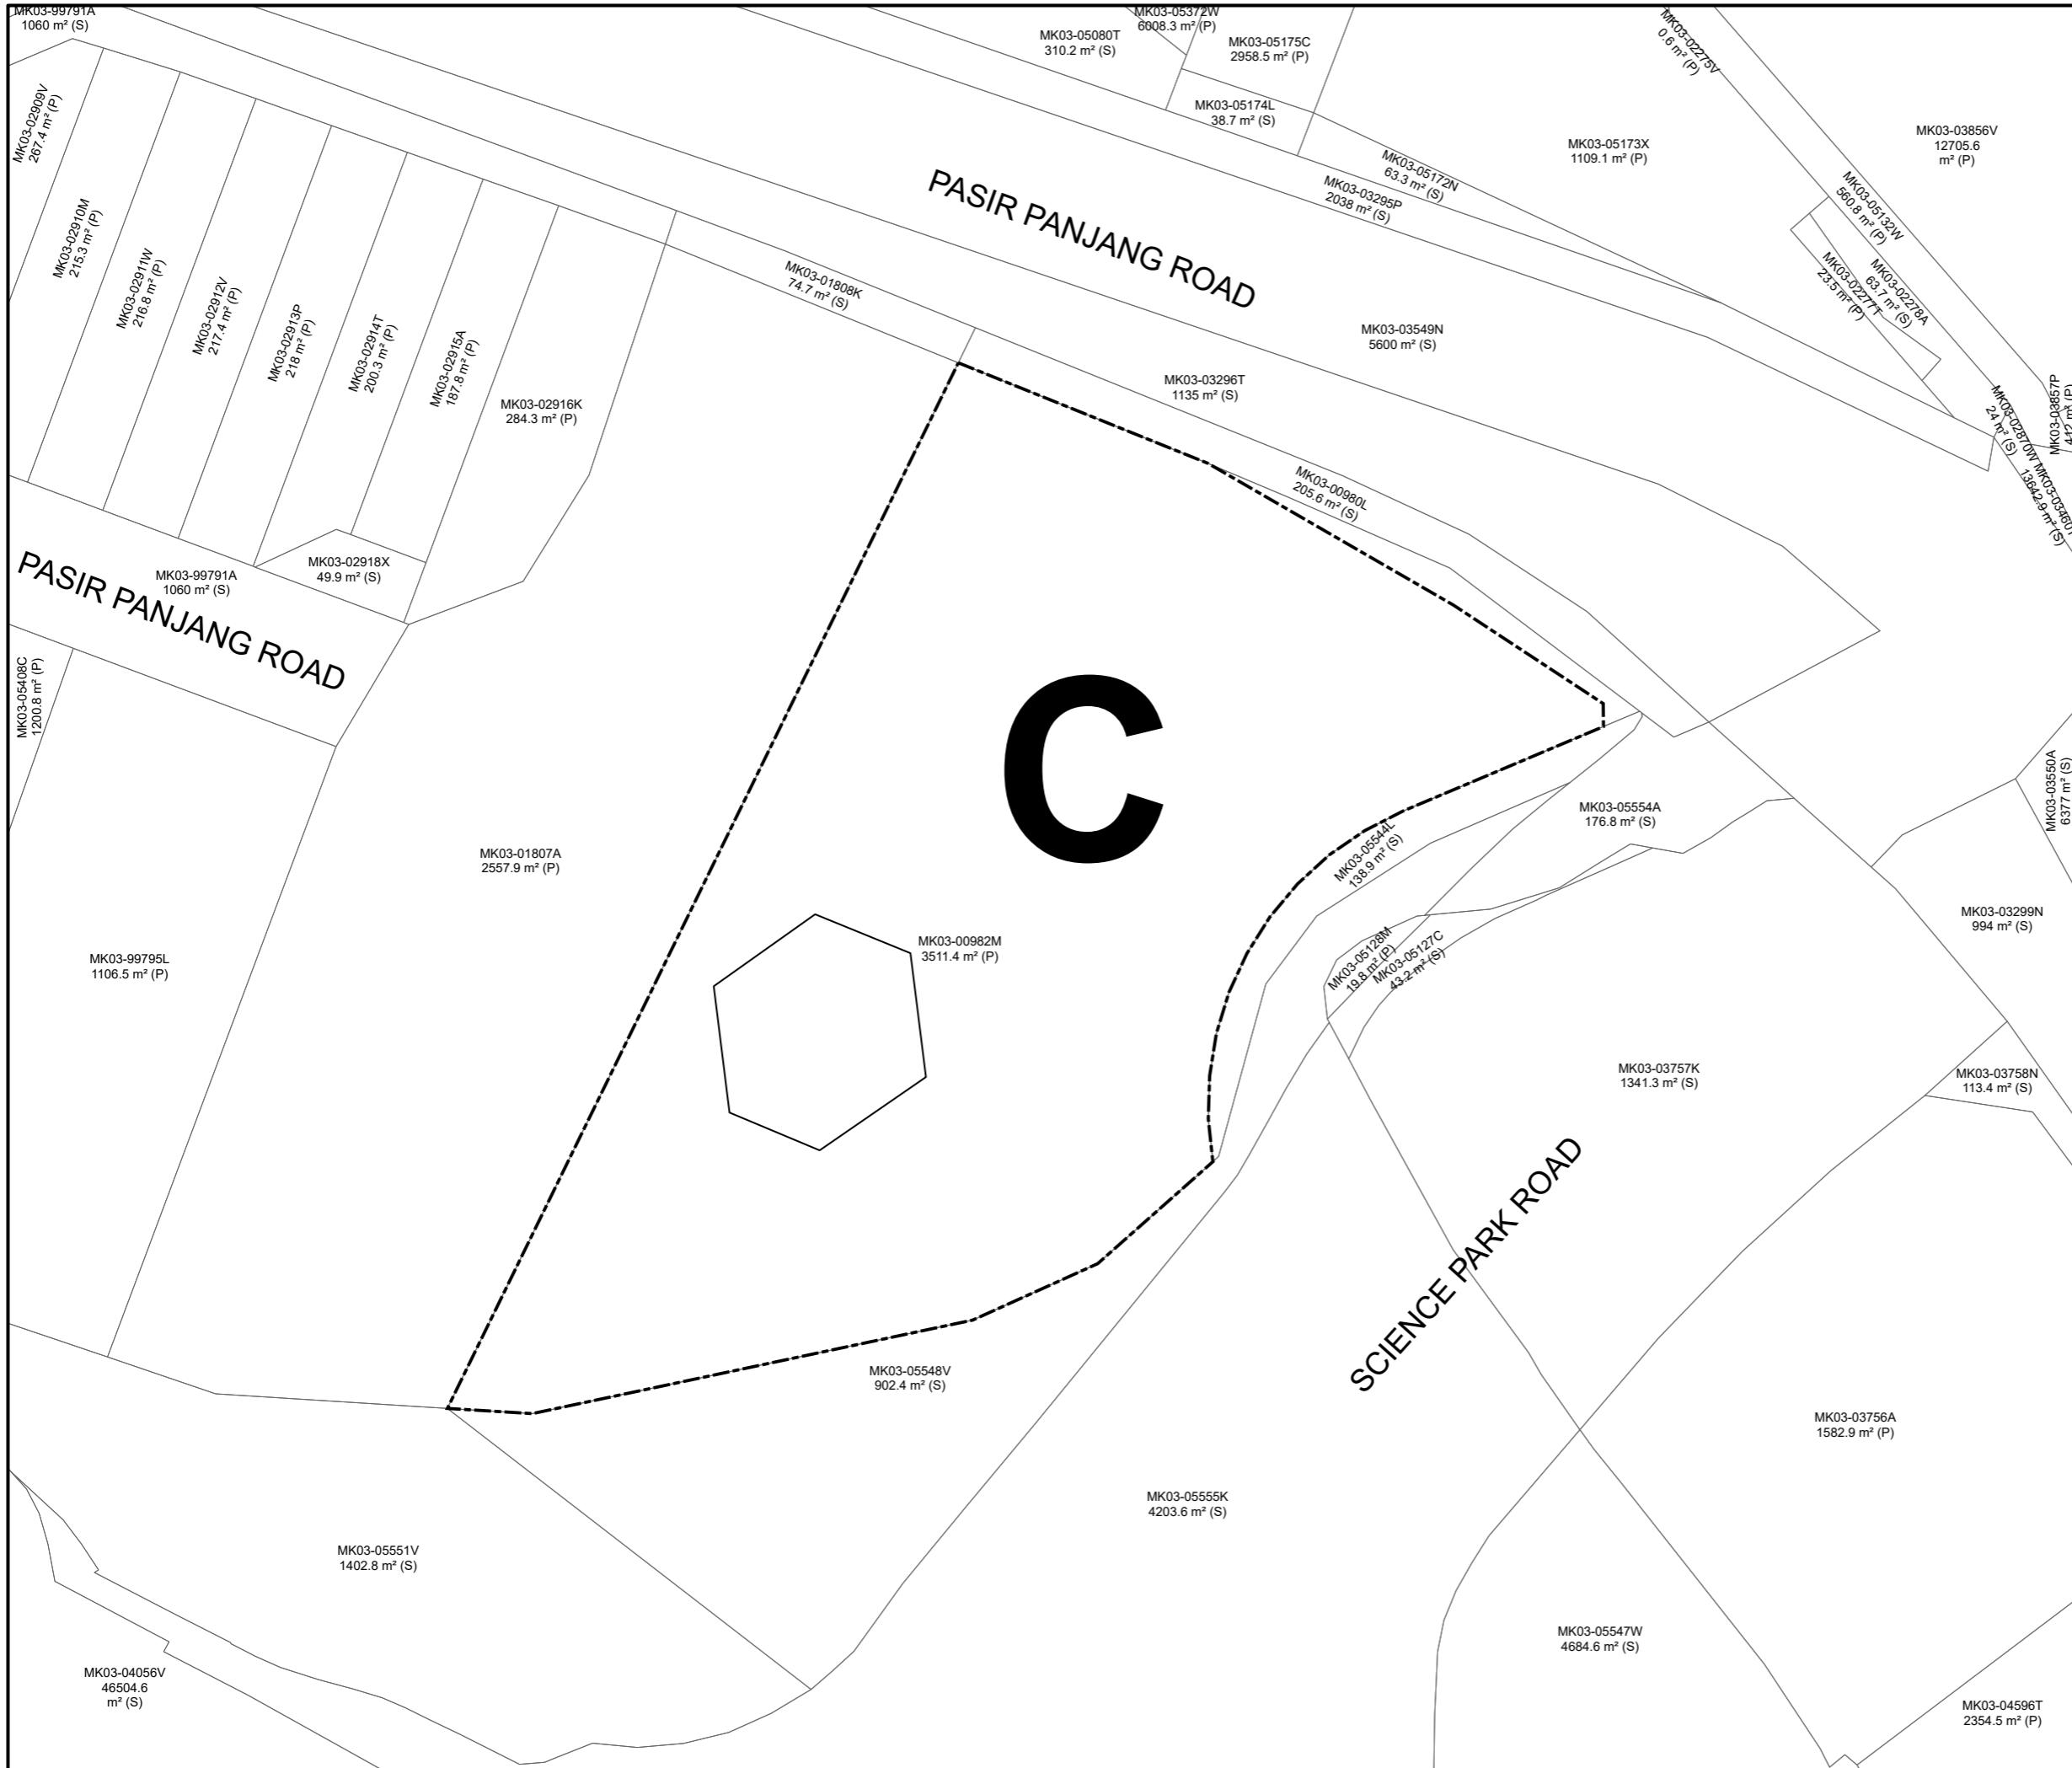 MK03-99791A
1060 m² (S)
MK03-05372W
6008.3 m² (P)
MK03-05080T
310.2 m² (S)
MK03-05175C
2958.5 m² (P)
MK03-02275V
0.6 m² (P)
MK03-05174L
38.7 m² (S)
MK03-05173X
1109.1 m² (P)
MK03-03856V
12705.6
m² (P)
MK03-02909V
267.4 m² (P)
MK03-02910M
215.3 m² (P)
MK03-02911W
216.8 m² (P)
MK03-02912V
217.4 m² (P)
MK03-02913P
218 m² (P)
MK03-02914T
200.3 m² (P)
MK03-02915A
187.8 m² (P)
MK03-02916K
284.3 m² (P)
PASIR PANJANG ROAD
MK03-05172N
63.3 m² (S)
MK03-03295P
2038 m² (S)
MK03-05132W
560.8 m² (P)
MK03-02278A
63.7 m² (S)
MK03-02277T
23.5 m² (P)
MK03-01808K
74.7 m² (S)
MK03-03549N
5600 m² (S)
MK03-03296T
1135 m² (S)
MK03-03857P
412 m² (P)
MK03-02870W
24 m² (S)
13642.9 m² (S)
MK03-00980L
205.6 m² (S)
PASIR PANJANG ROAD
MK03-99791A
1060 m² (S)
MK03-02918X
49.9 m² (S)
MK03-05408C
1200.8 m² (P)
C
MK03-01807A
2557.9 m² (P)
MK03-05554A
176.8 m² (S)
MK03-03550A
6377 m² (S)
MK03-05544L
138.9 m² (S)
MK03-00982M
3511.4 m² (P)
MK03-03299N
994 m² (S)
MK03-99795L
1106.5 m² (P)
MK03-05128M
19.8 m² (P)
MK03-05127C
43.2 m² (S)
MK03-03757K
1341.3 m² (S)
MK03-03758N
113.4 m² (S)
SCIENCE PARK ROAD
MK03-05548V
902.4 m² (S)
MK03-03756A
1582.9 m² (P)
MK03-05555K
4203.6 m² (S)
MK03-05551V
1402.8 m² (S)
MK03-05547W
4684.6 m² (S)
MK03-04056V
46504.6
m² (S)
MK03-04596T
2354.5 m² (P)